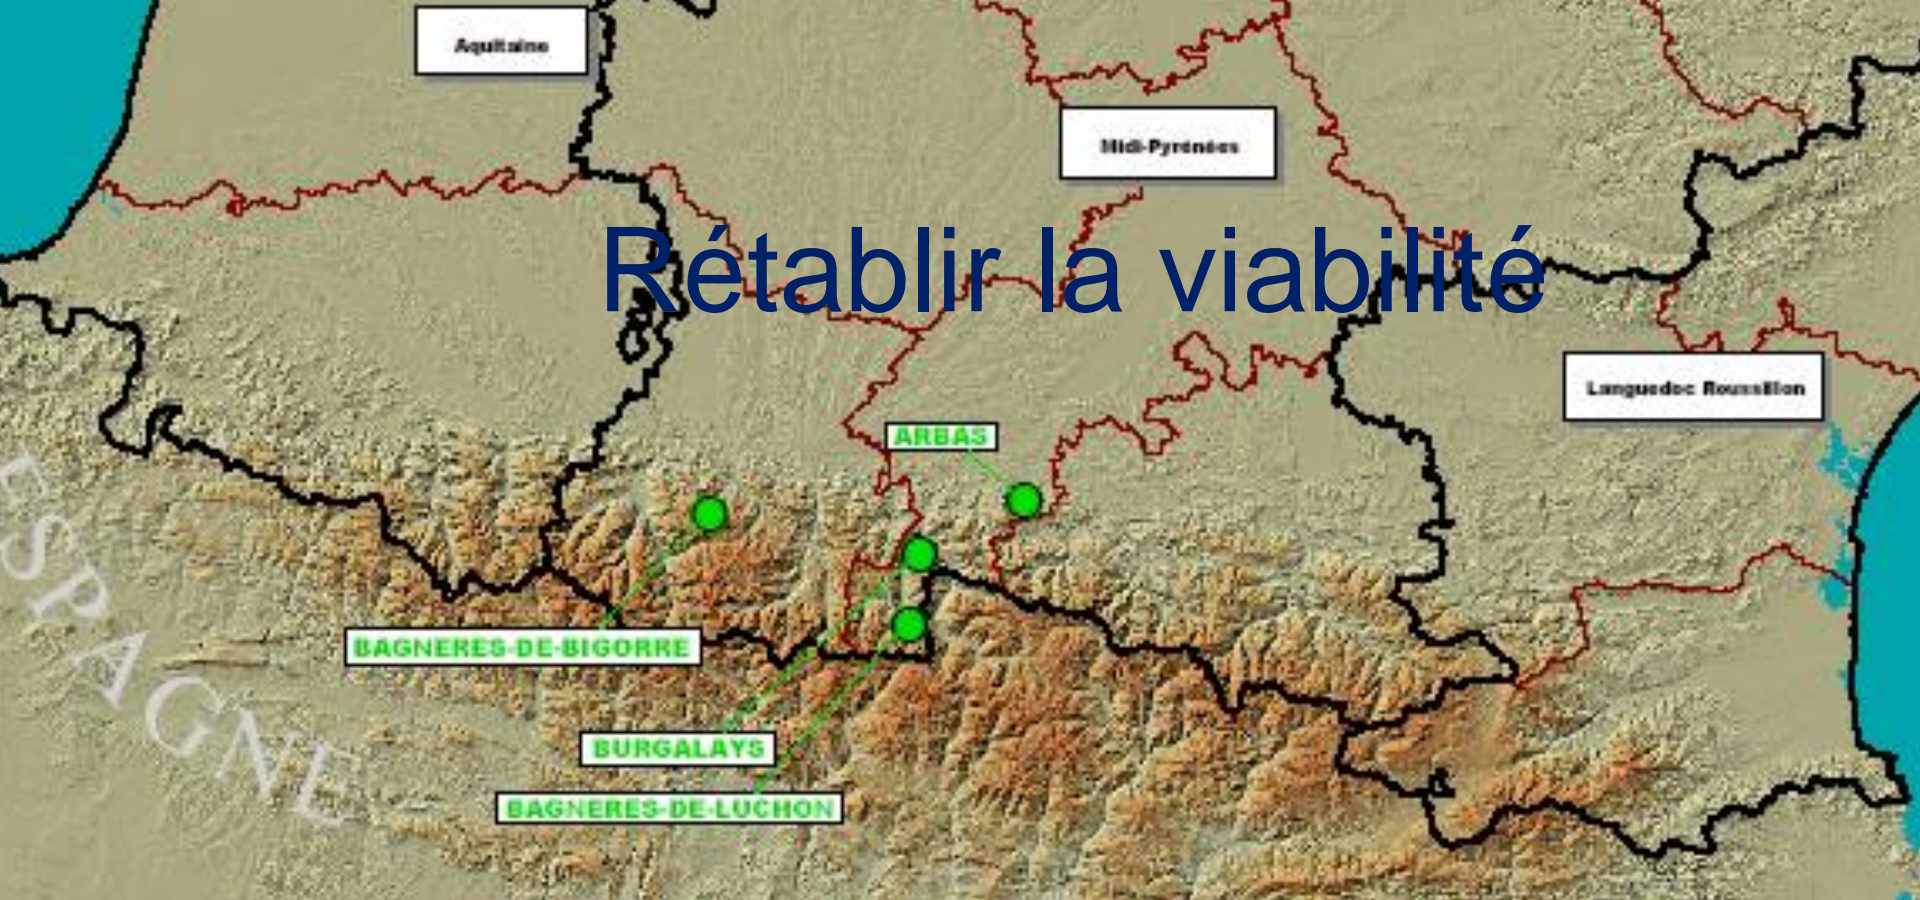 Aquitaine
Midi-Pyrénées
Rétablir la viabilité
Languedoc Roussillon
ARBAS
ESPAGNE
BAGNERES-DE-BIGORRE
BURGALAYS
BAGNERES-DE-LUCHON